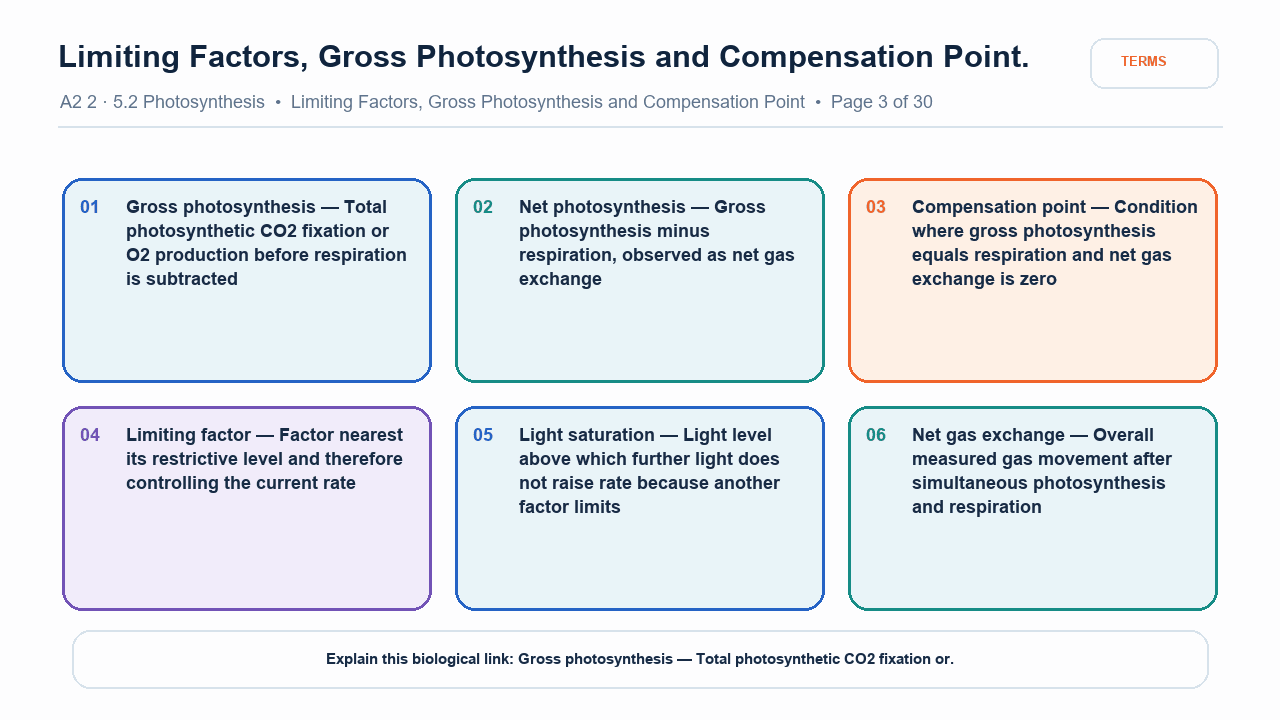 Limiting Factors, Gross Photosynthesis and Compensation Point.
TERMS
A2 2 · 5.2 Photosynthesis • Limiting Factors, Gross Photosynthesis and Compensation Point • Page 3 of 30
01
Gross photosynthesis — Total
photosynthetic CO2 fixation or
O2 production before respiration
is subtracted
02
Net photosynthesis — Gross
photosynthesis minus
respiration, observed as net gas
exchange
03
Compensation point — Condition
where gross photosynthesis
equals respiration and net gas
exchange is zero
04
Limiting factor — Factor nearest
its restrictive level and therefore
controlling the current rate
05
Light saturation — Light level
above which further light does
not raise rate because another
factor limits
06
Net gas exchange — Overall
measured gas movement after
simultaneous photosynthesis
and respiration
Explain this biological link: Gross photosynthesis — Total photosynthetic CO2 fixation or.